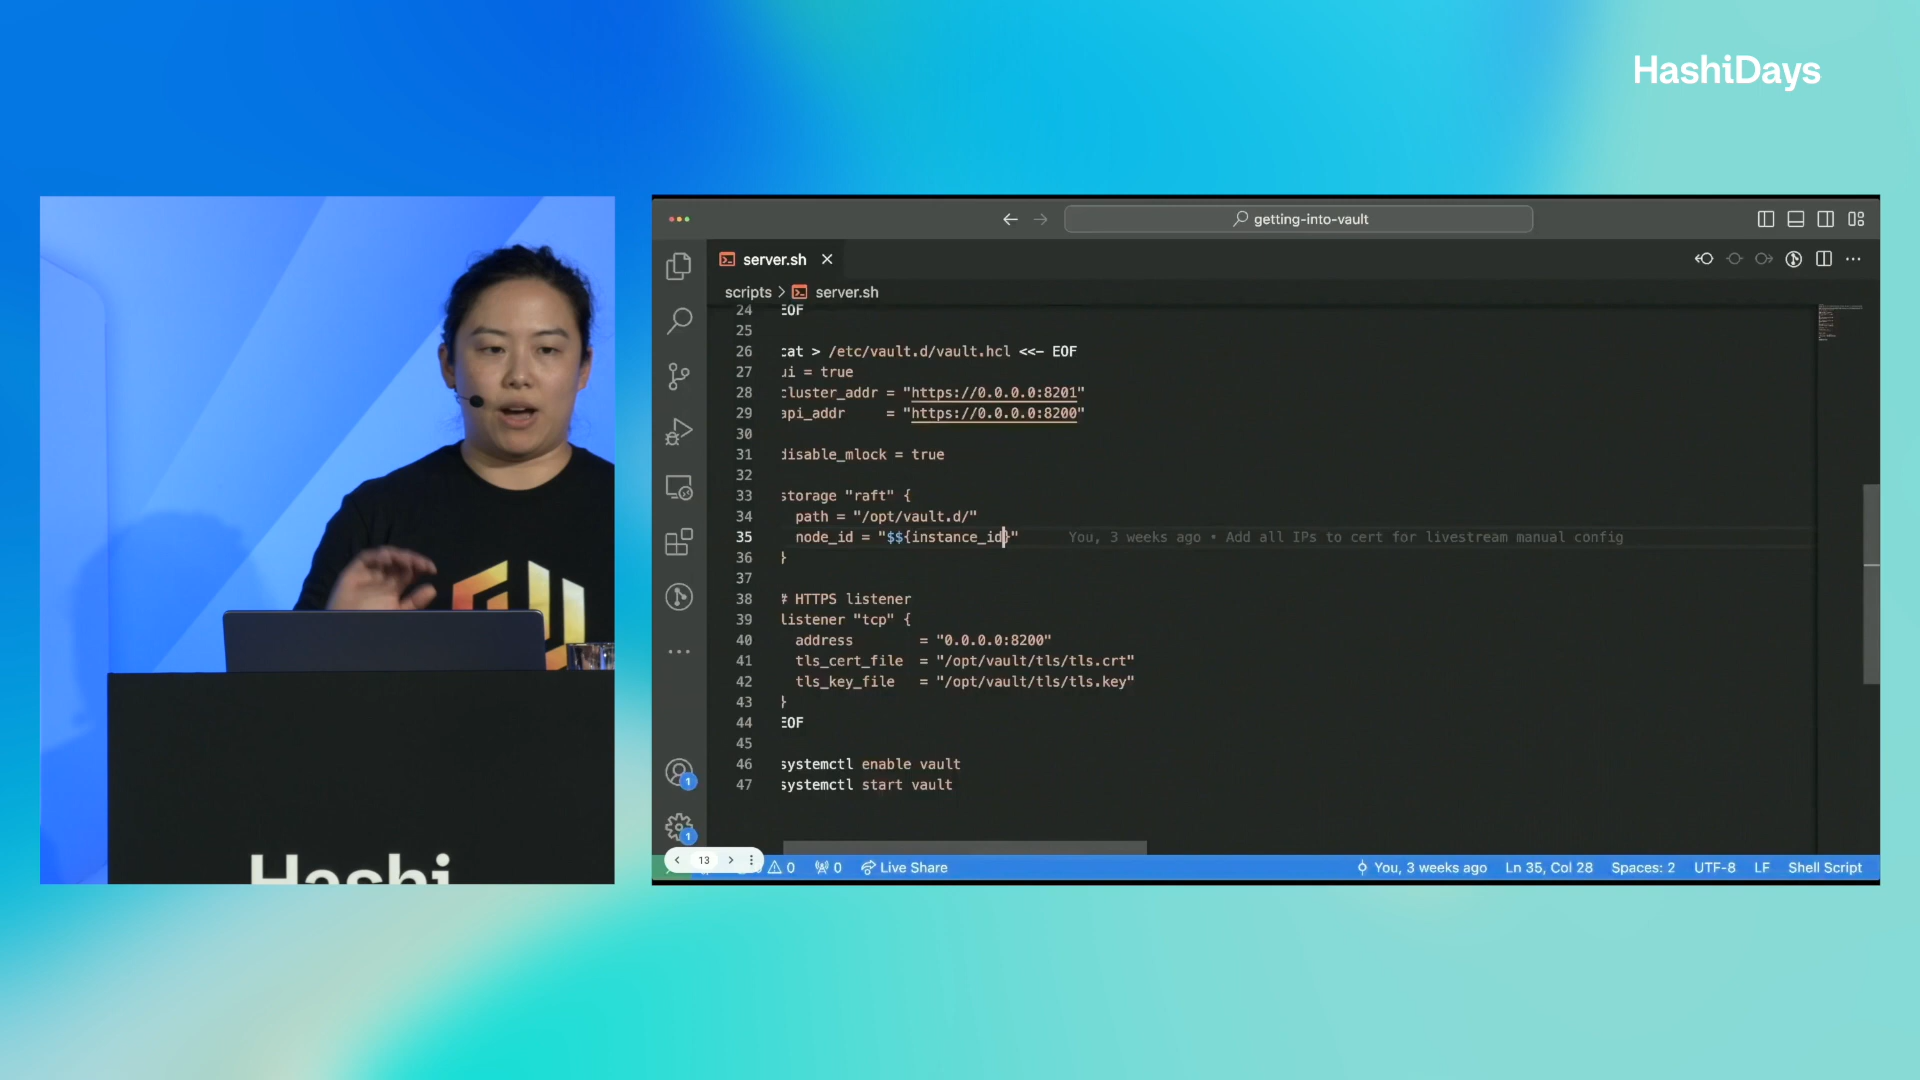 HashiDays
getting-into-vault
server.sh
scripts > server.sh
24 EOF
25
26 cat > /etc/vault.d/vault.hcl <<- EOF
27 ui = true
28 cluster_addr = "https://0.0.0.0:8201"
29 api_addr = "https://0.0.0.0:8200"
30
31 disable_mlock = true
32
33 storage "raft" {
34 path = "/opt/vault.d/"
35 node_id = "$${instance_id}" You, 3 weeks ago • Add all IPs to cert for livestream manual config
36 }
37
38 # HTTPS listener
39 listener "tcp" {
40 address = "0.0.0.0:8200"
41 tls_cert_file = "/opt/vault/tls/tls.crt"
42 tls_key_file = "/opt/vault/tls/tls.key"
43 }
44 EOF
45
46 systemctl enable vault
47 systemctl start vault
1
1
< 13 >
0 0 Live Share You, 3 weeks ago Ln 35, Col 28 Spaces: 2 UTF-8 LF Shell Script
Hashi